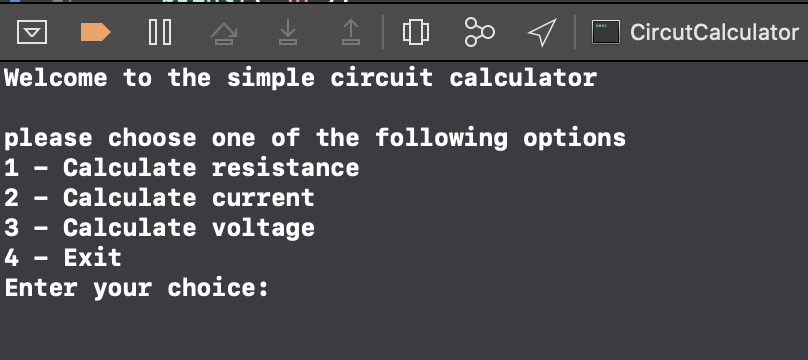 CircutCalculator
Welcome to the simple circuit calculator
please choose one of the following options
1 – Calculate resistance
2 – Calculate current
3 – Calculate voltage
4 – Exit
Enter your choice: